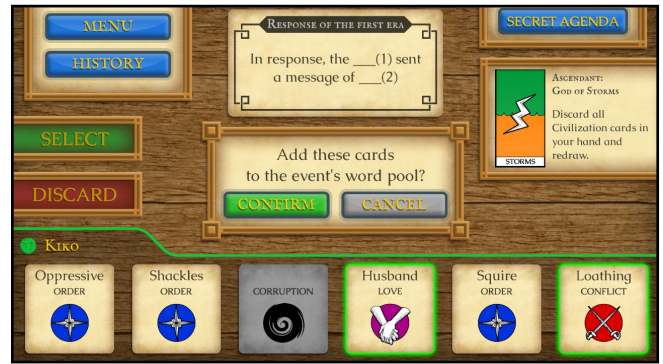 MENU
HISTORY
Response of the first era
In response, the ___(1) sent
a message of ___(2)
SECRET AGENDA
Ascendant:
God of Storms
Discard all
Civilization cards in
your hand and
redraw.
STORMS
SELECT
DISCARD
Add these cards
to the event's word pool?
CONFIRM
CANCEL
Kiko
Oppressive
ORDER
Shackles
ORDER
CORRUPTION
Husband
LOVE
Squire
ORDER
Loathing
CONFLICT